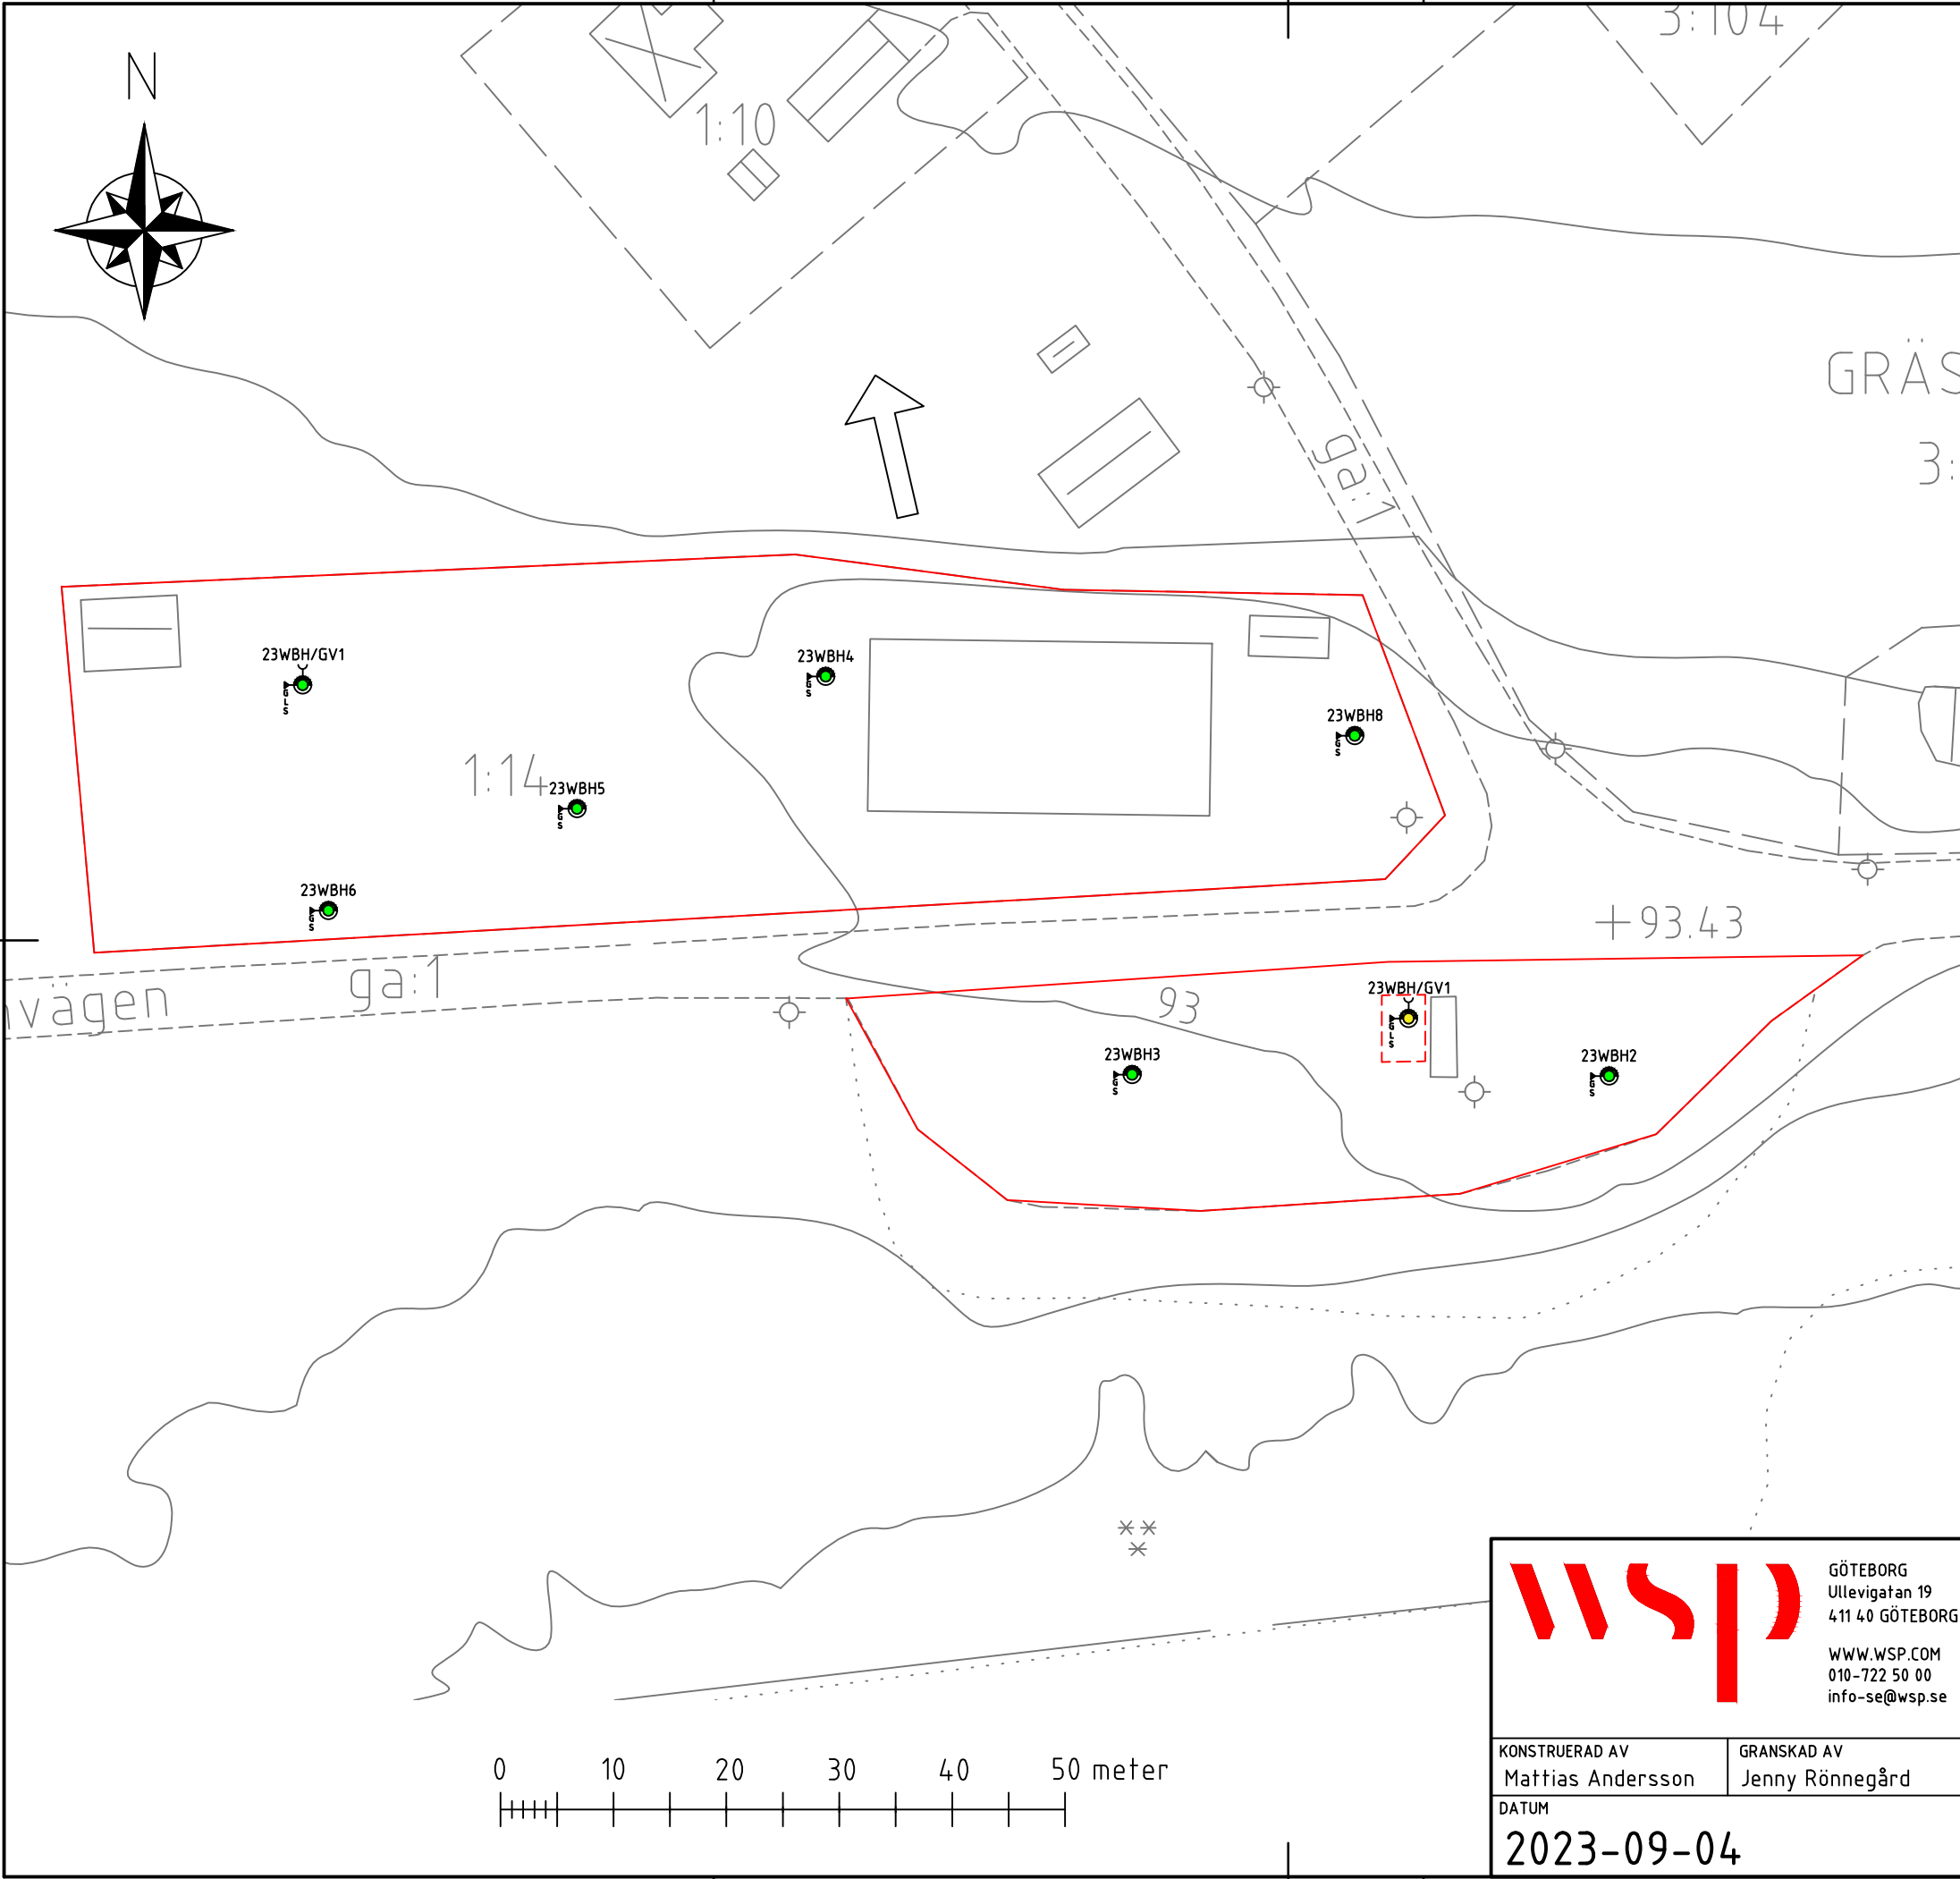 N
3:104
1:10
GRÄS
3:
ga:1
23WBH/GV1
G
L
S
23WBH4
G
S
23WBH8
G
S
1:14
23WBH5
G
S
23WBH6
G
S
+93.43
ga:1
nvägen
93
23WBH/GV1
G
L
S
23WBH3
G
S
23WBH2
G
S
wsp
GÖTEBORG
Ullevigatan 19
411 40 GÖTEBORG
WWW.WSP.COM
010-722 50 00
info-se@wsp.se
0 10 20 30 40 50 meter
KONSTRUERAD AV
Mattias Andersson
GRANSKAD AV
Jenny Rönnegård
DATUM
2023-09-04